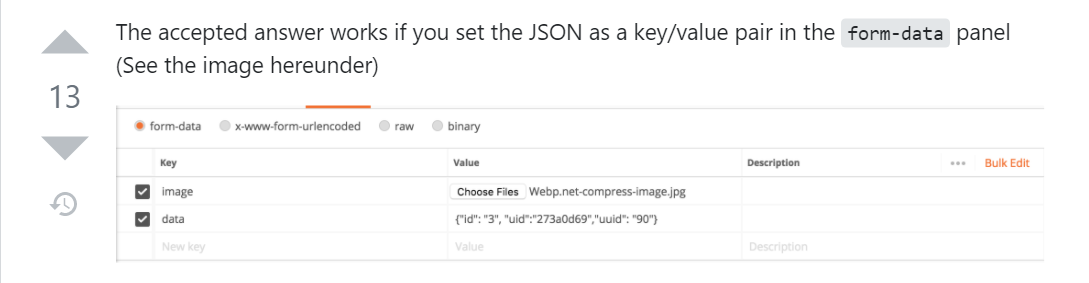 The accepted answer works if you set the JSON as a key/value pair in the form-data panel
(See the image hereunder)
13
form-data x-www-form-urlencoded raw binary
Key Value Description ••• Bulk Edit
image Choose Files Webp.net-compress-image.jpg
data {"id": "3", "uid":"273a0d69","uuid": "90"}
New key Value Description